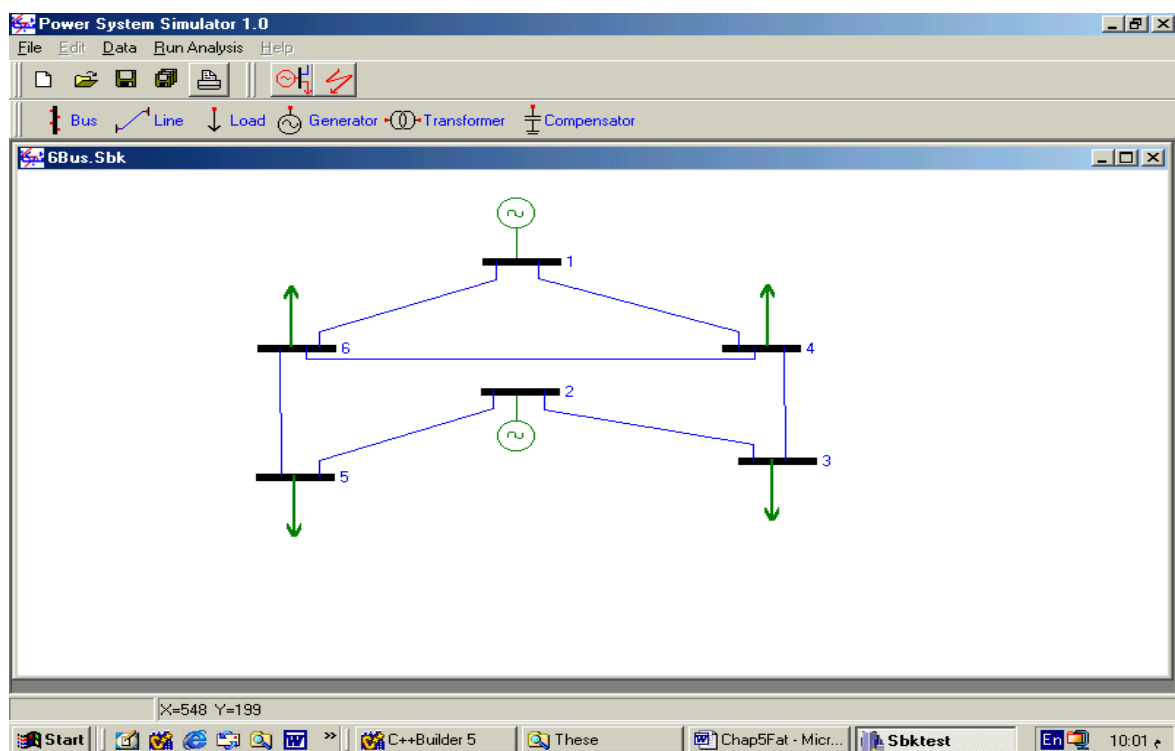 Power System Simulator 1.0
File Edit Data Run Analysis Help
Bus Line Load Generator Transformer Compensator
6Bus.Sbk
1
6
4
2
5
3
X=548 Y=199
Start » C++Builder 5 These Chap5Fat - Micr... Sbktest En 10:01 م